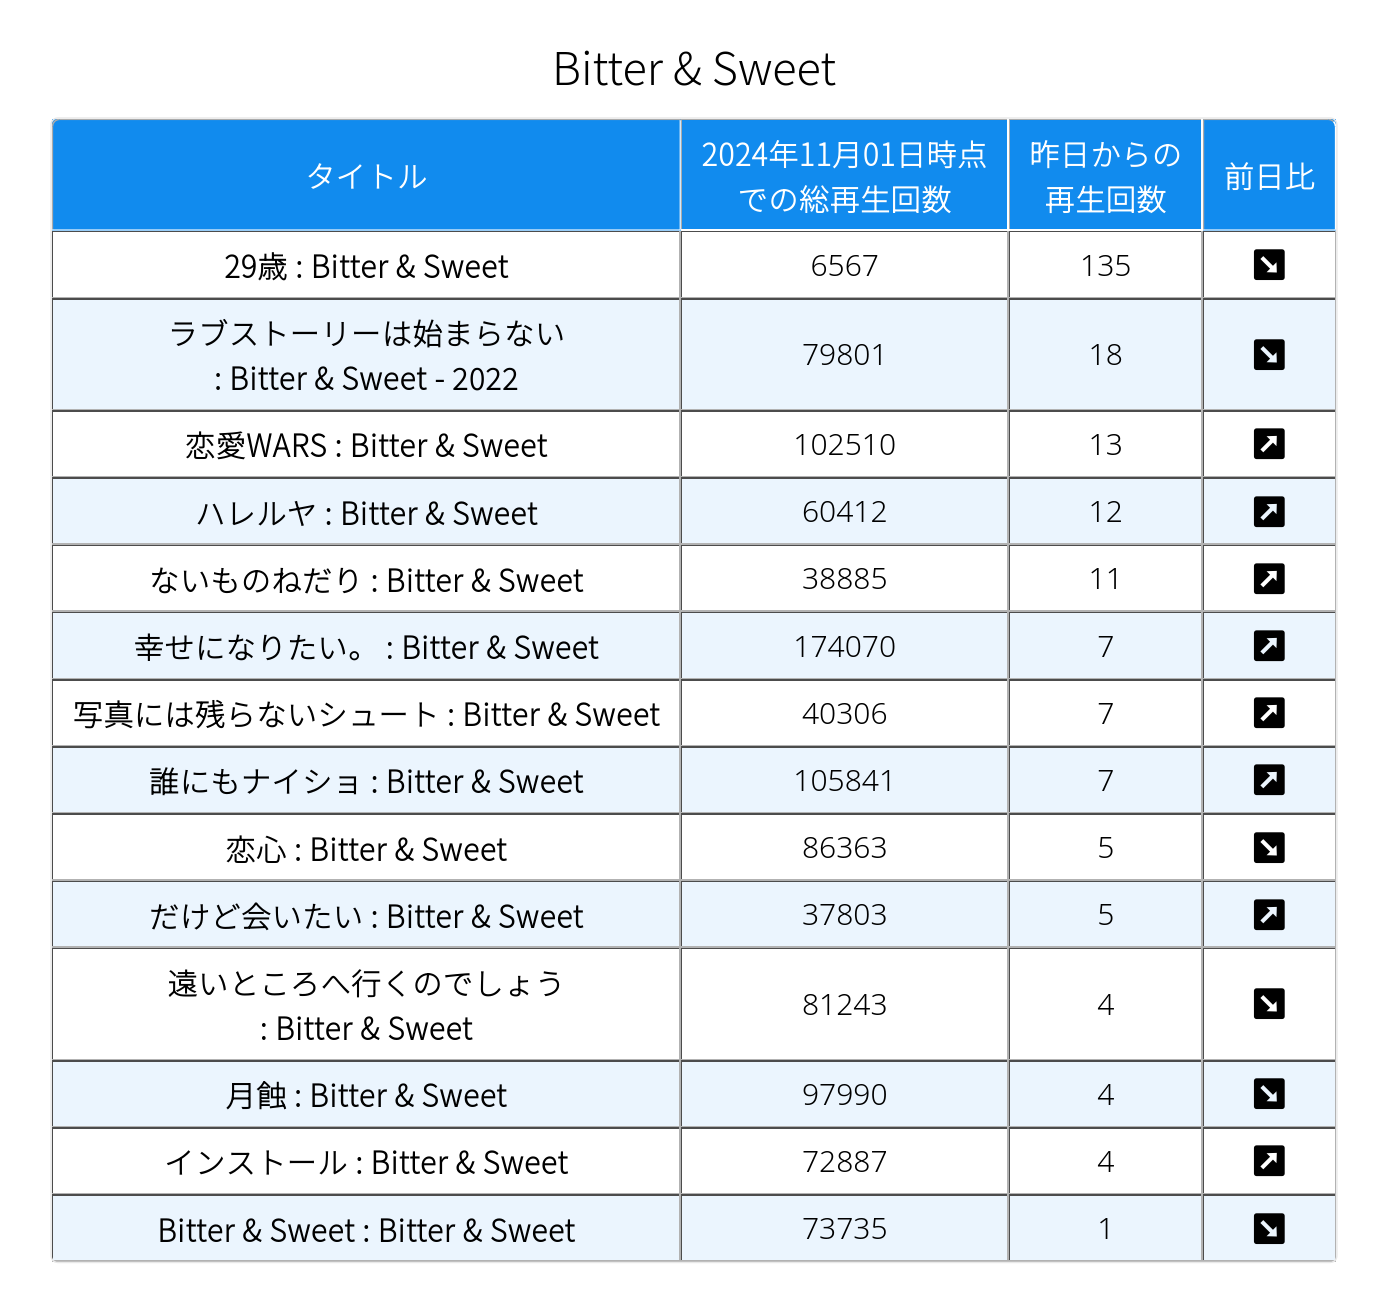 Bitter & Sweet
タイトル
2024年11月01日時点
での総再生回数
昨日からの
再生回数
前日比
29歳 : Bitter & Sweet 6567 135 ↘
ラブストーリーは始まらない
: Bitter & Sweet - 2022 79801 18 ↘
恋愛WARS : Bitter & Sweet 102510 13 ↗
ハレルヤ : Bitter & Sweet 60412 12 ↗
ないものねだり : Bitter & Sweet 38885 11 ↗
幸せになりたい。 : Bitter & Sweet 174070 7 ↗
写真には残らないシュート : Bitter & Sweet 40306 7 ↗
誰にもナイショ : Bitter & Sweet 105841 7 ↗
恋心 : Bitter & Sweet 86363 5 ↘
だけど会いたい : Bitter & Sweet 37803 5 ↗
遠いところへ行くのでしょう
: Bitter & Sweet 81243 4 ↘
月蝕 : Bitter & Sweet 97990 4 ↘
インストール : Bitter & Sweet 72887 4 ↗
Bitter & Sweet : Bitter & Sweet 73735 1 ↘